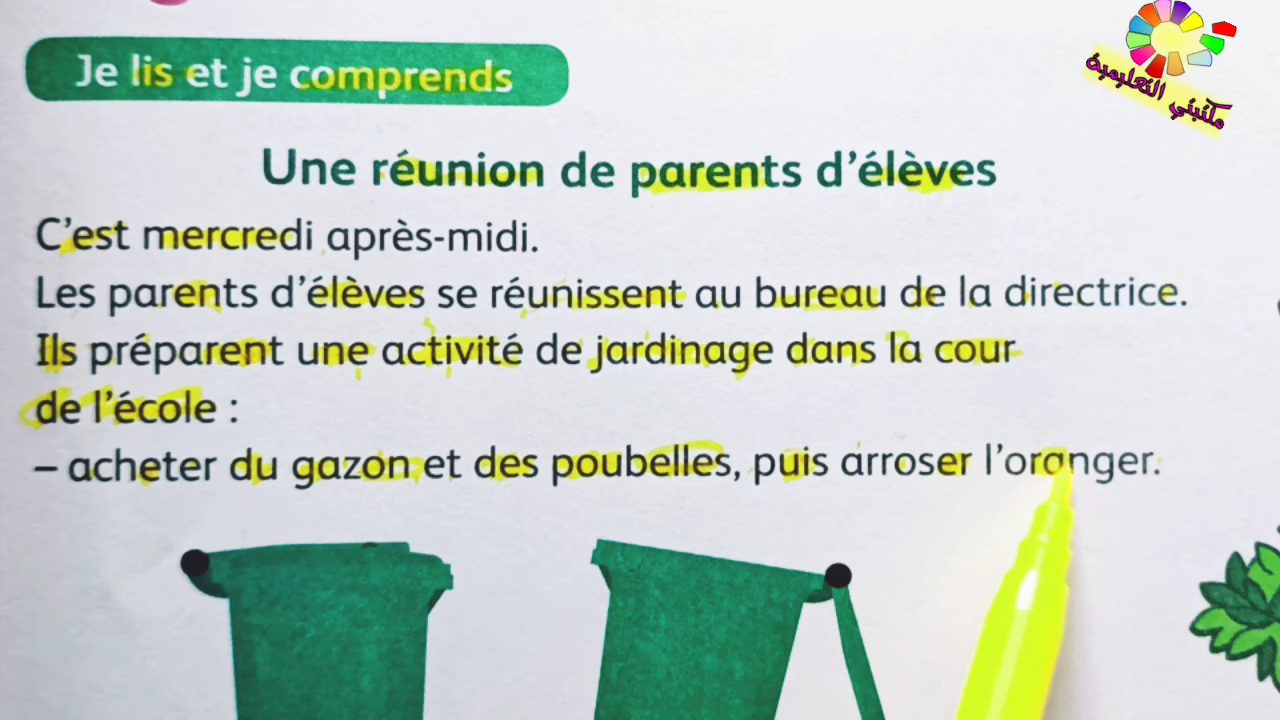 مكتبتي التعليمية
Je lis et je comprends
Une réunion de parents d'élèves
C'est mercredi après-midi.
Les parents d'élèves se réunissent au bureau de la directrice.
Ils préparent une activité de jardinage dans la cour
de l'école :
– acheter du gazon et des poubelles, puis arroser l'oranger.